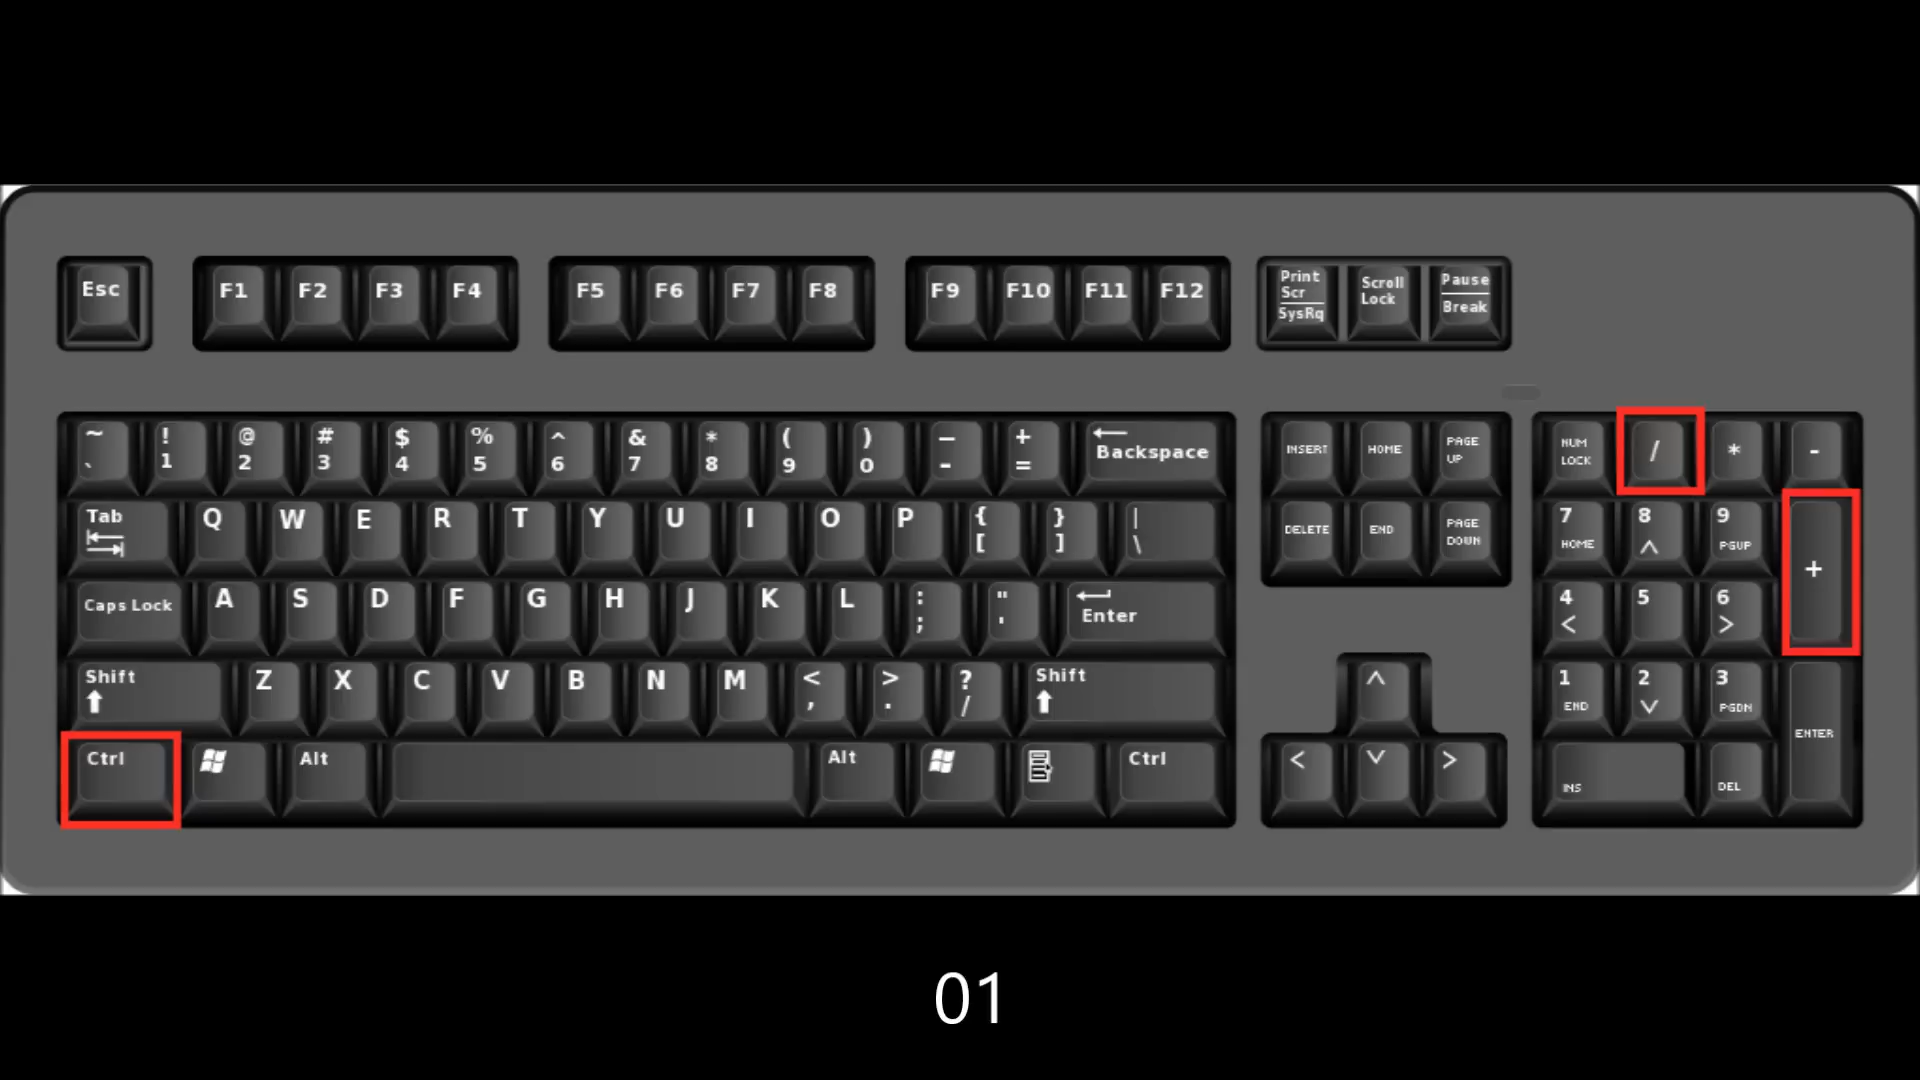 Esc F1 F2 F3 F4 F5 F6 F7 F8 F9 F10 F11 F12 Print Scr SysRq Scroll Lock Pause Break
~ ` ! 1 @ 2 # 3 $ 4 % 5 ^ 6 & 7 * 8 ( 9 ) 0 – - + = Backspace INSERT HOME PAGE UP NUM LOCK / * -
Tab Q W E R T Y U I O P { [ } ] | \ DELETE END PAGE DOWN 7 HOME 8 ^ 9 PGUP +
Caps Lock A S D F G H J K L : ; " ' Enter 4 < 5 6 >
Shift Z X C V B N M < , > . ? / Shift ^ 1 END 2 v 3 PGDN ENTER
Ctrl Alt Alt Ctrl < v > INS DEL
01